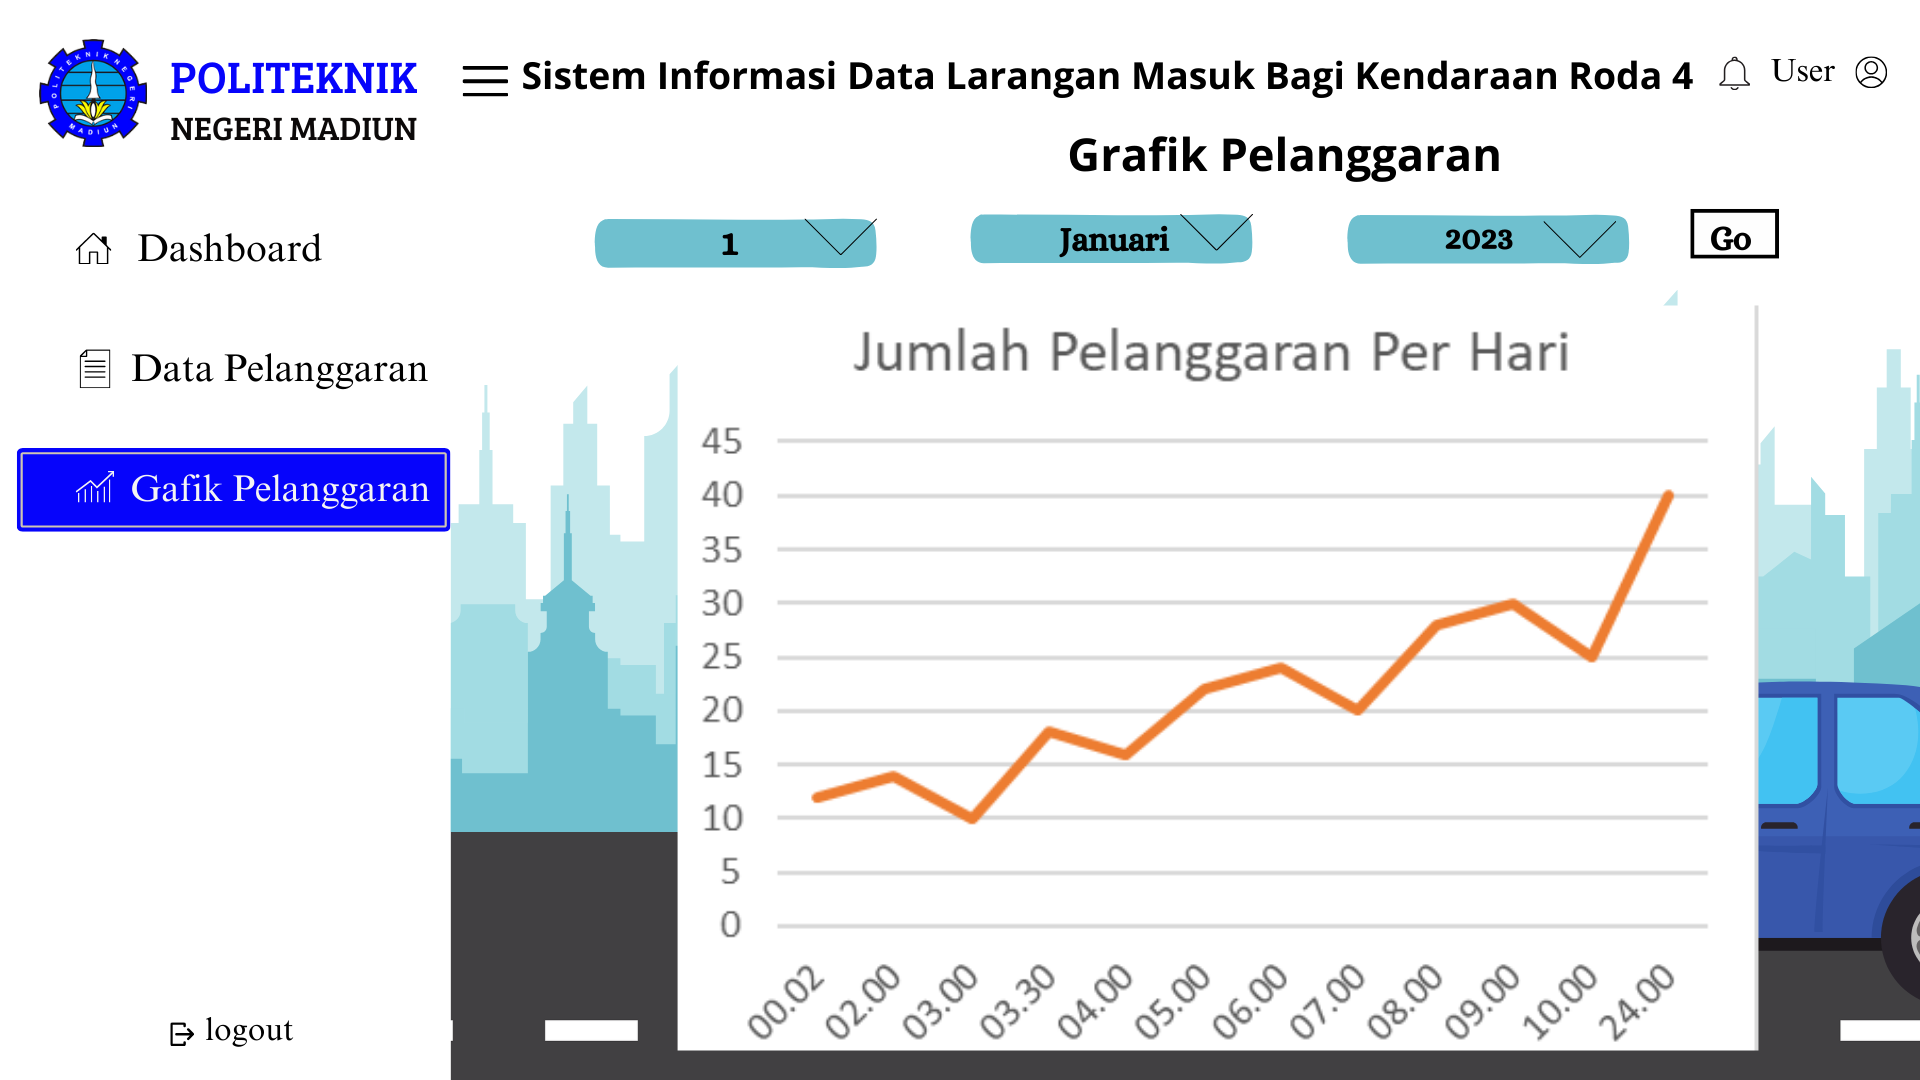 POLITEKNIK NEGERI MADIUN
POLITEKNIK
NEGERI MADIUN
Sistem Informasi Data Larangan Masuk Bagi Kendaraan Roda 4
User
Grafik Pelanggaran
1
Januari
2023
Go
Dashboard
Data Pelanggaran
Gafik Pelanggaran
logout
Jumlah Pelanggaran Per Hari
45
40
35
30
25
20
15
10
5
0
00.02
02.00
03.00
03.30
04.00
05.00
06.00
07.00
08.00
09.00
10.00
24.00